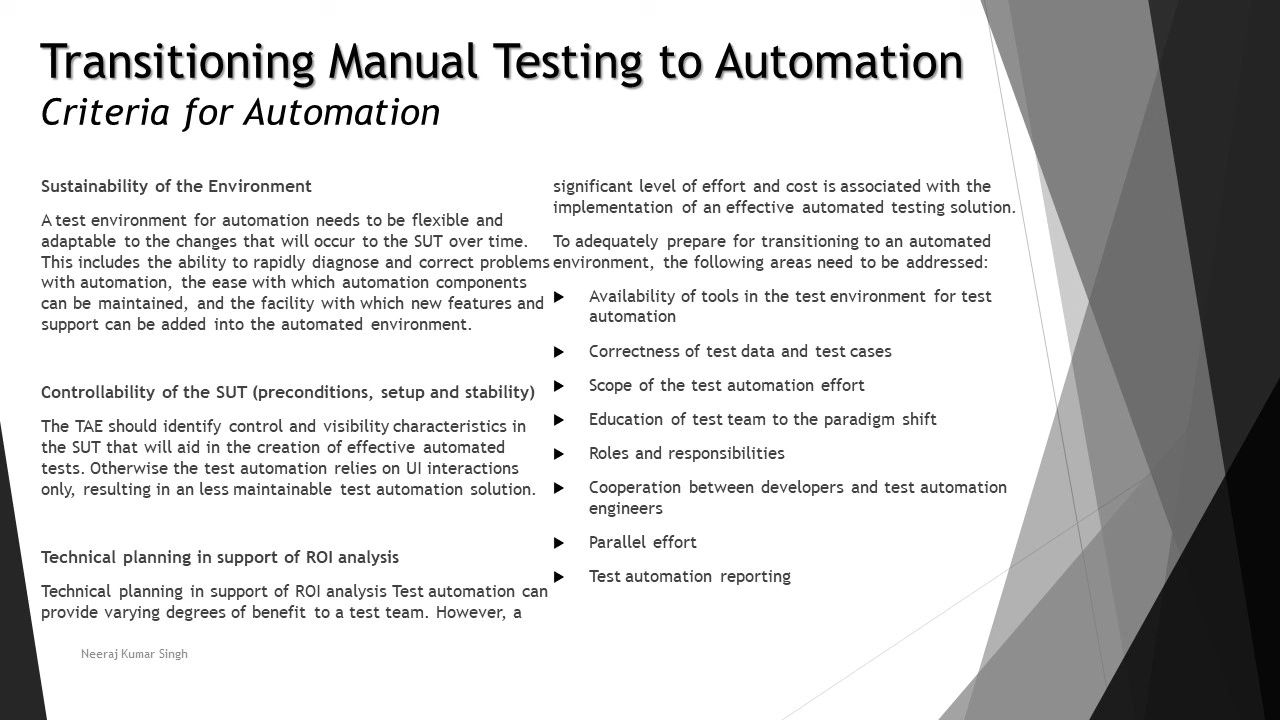 Transitioning Manual Testing to Automation
Criteria for Automation
Sustainability of the Environment
A test environment for automation needs to be flexible and
adaptable to the changes that will occur to the SUT over time.
This includes the ability to rapidly diagnose and correct problems
with automation, the ease with which automation components
can be maintained, and the facility with which new features and
support can be added into the automated environment.
Controllability of the SUT (preconditions, setup and stability)
The TAE should identify control and visibility characteristics in
the SUT that will aid in the creation of effective automated
tests. Otherwise the test automation relies on UI interactions
only, resulting in an less maintainable test automation solution.
Technical planning in support of ROI analysis
Technical planning in support of ROI analysis Test automation can
provide varying degrees of benefit to a test team. However, a
significant level of effort and cost is associated with the
implementation of an effective automated testing solution.
To adequately prepare for transitioning to an automated
environment, the following areas need to be addressed:
Availability of tools in the test environment for test
automation
Correctness of test data and test cases
Scope of the test automation effort
Education of test team to the paradigm shift
Roles and responsibilities
Cooperation between developers and test automation
engineers
Parallel effort
Test automation reporting
Neeraj Kumar Singh